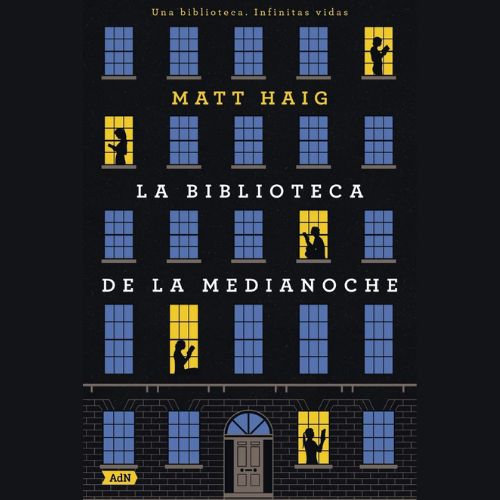 Una biblioteca. Infinitas vidas
MATT HAIG
LA BIBLIOTECA
DE LA MEDIANOCHE
AdN